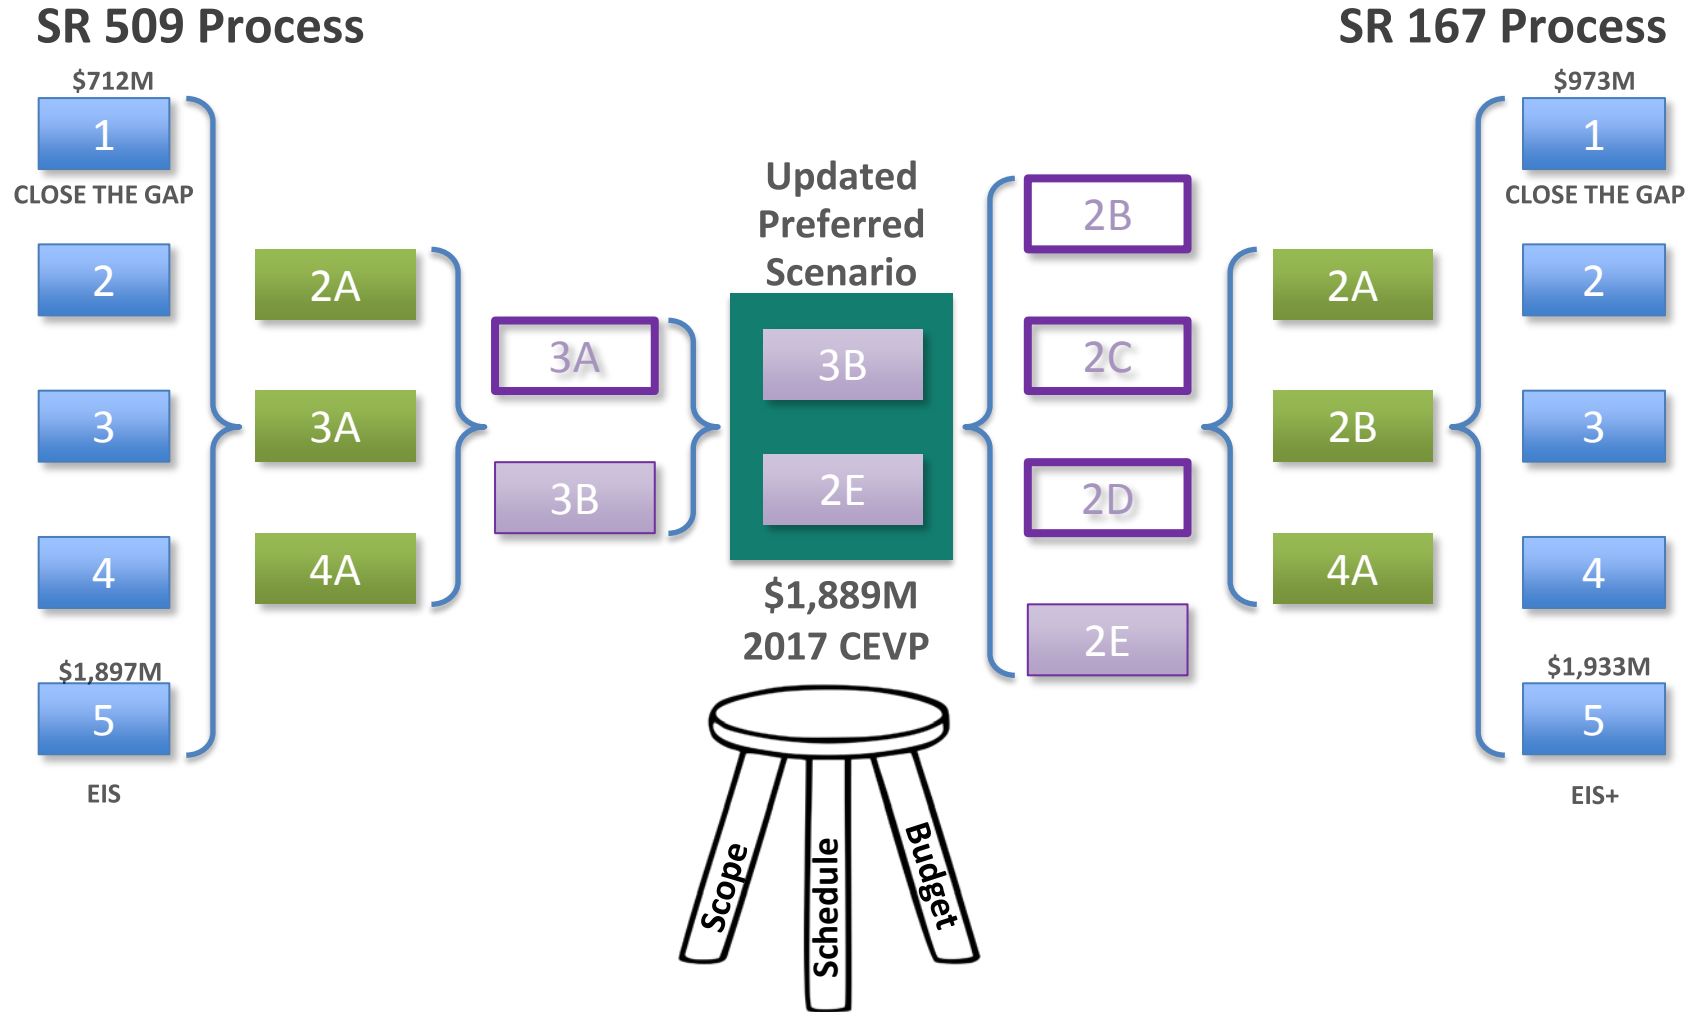 SR 509 Process
$712M
1
CLOSE THE GAP
2
3
4
$1,897M
5
EIS
2A
3A
4A
3A
3B
Updated
Preferred
Scenario
3B
2E
$1,889M
2017 CEVP
Scope
Schedule
Budget
2B
2C
2D
2E
2A
2B
4A
SR 167 Process
$973M
1
CLOSE THE GAP
2
3
4
$1,933M
5
EIS+